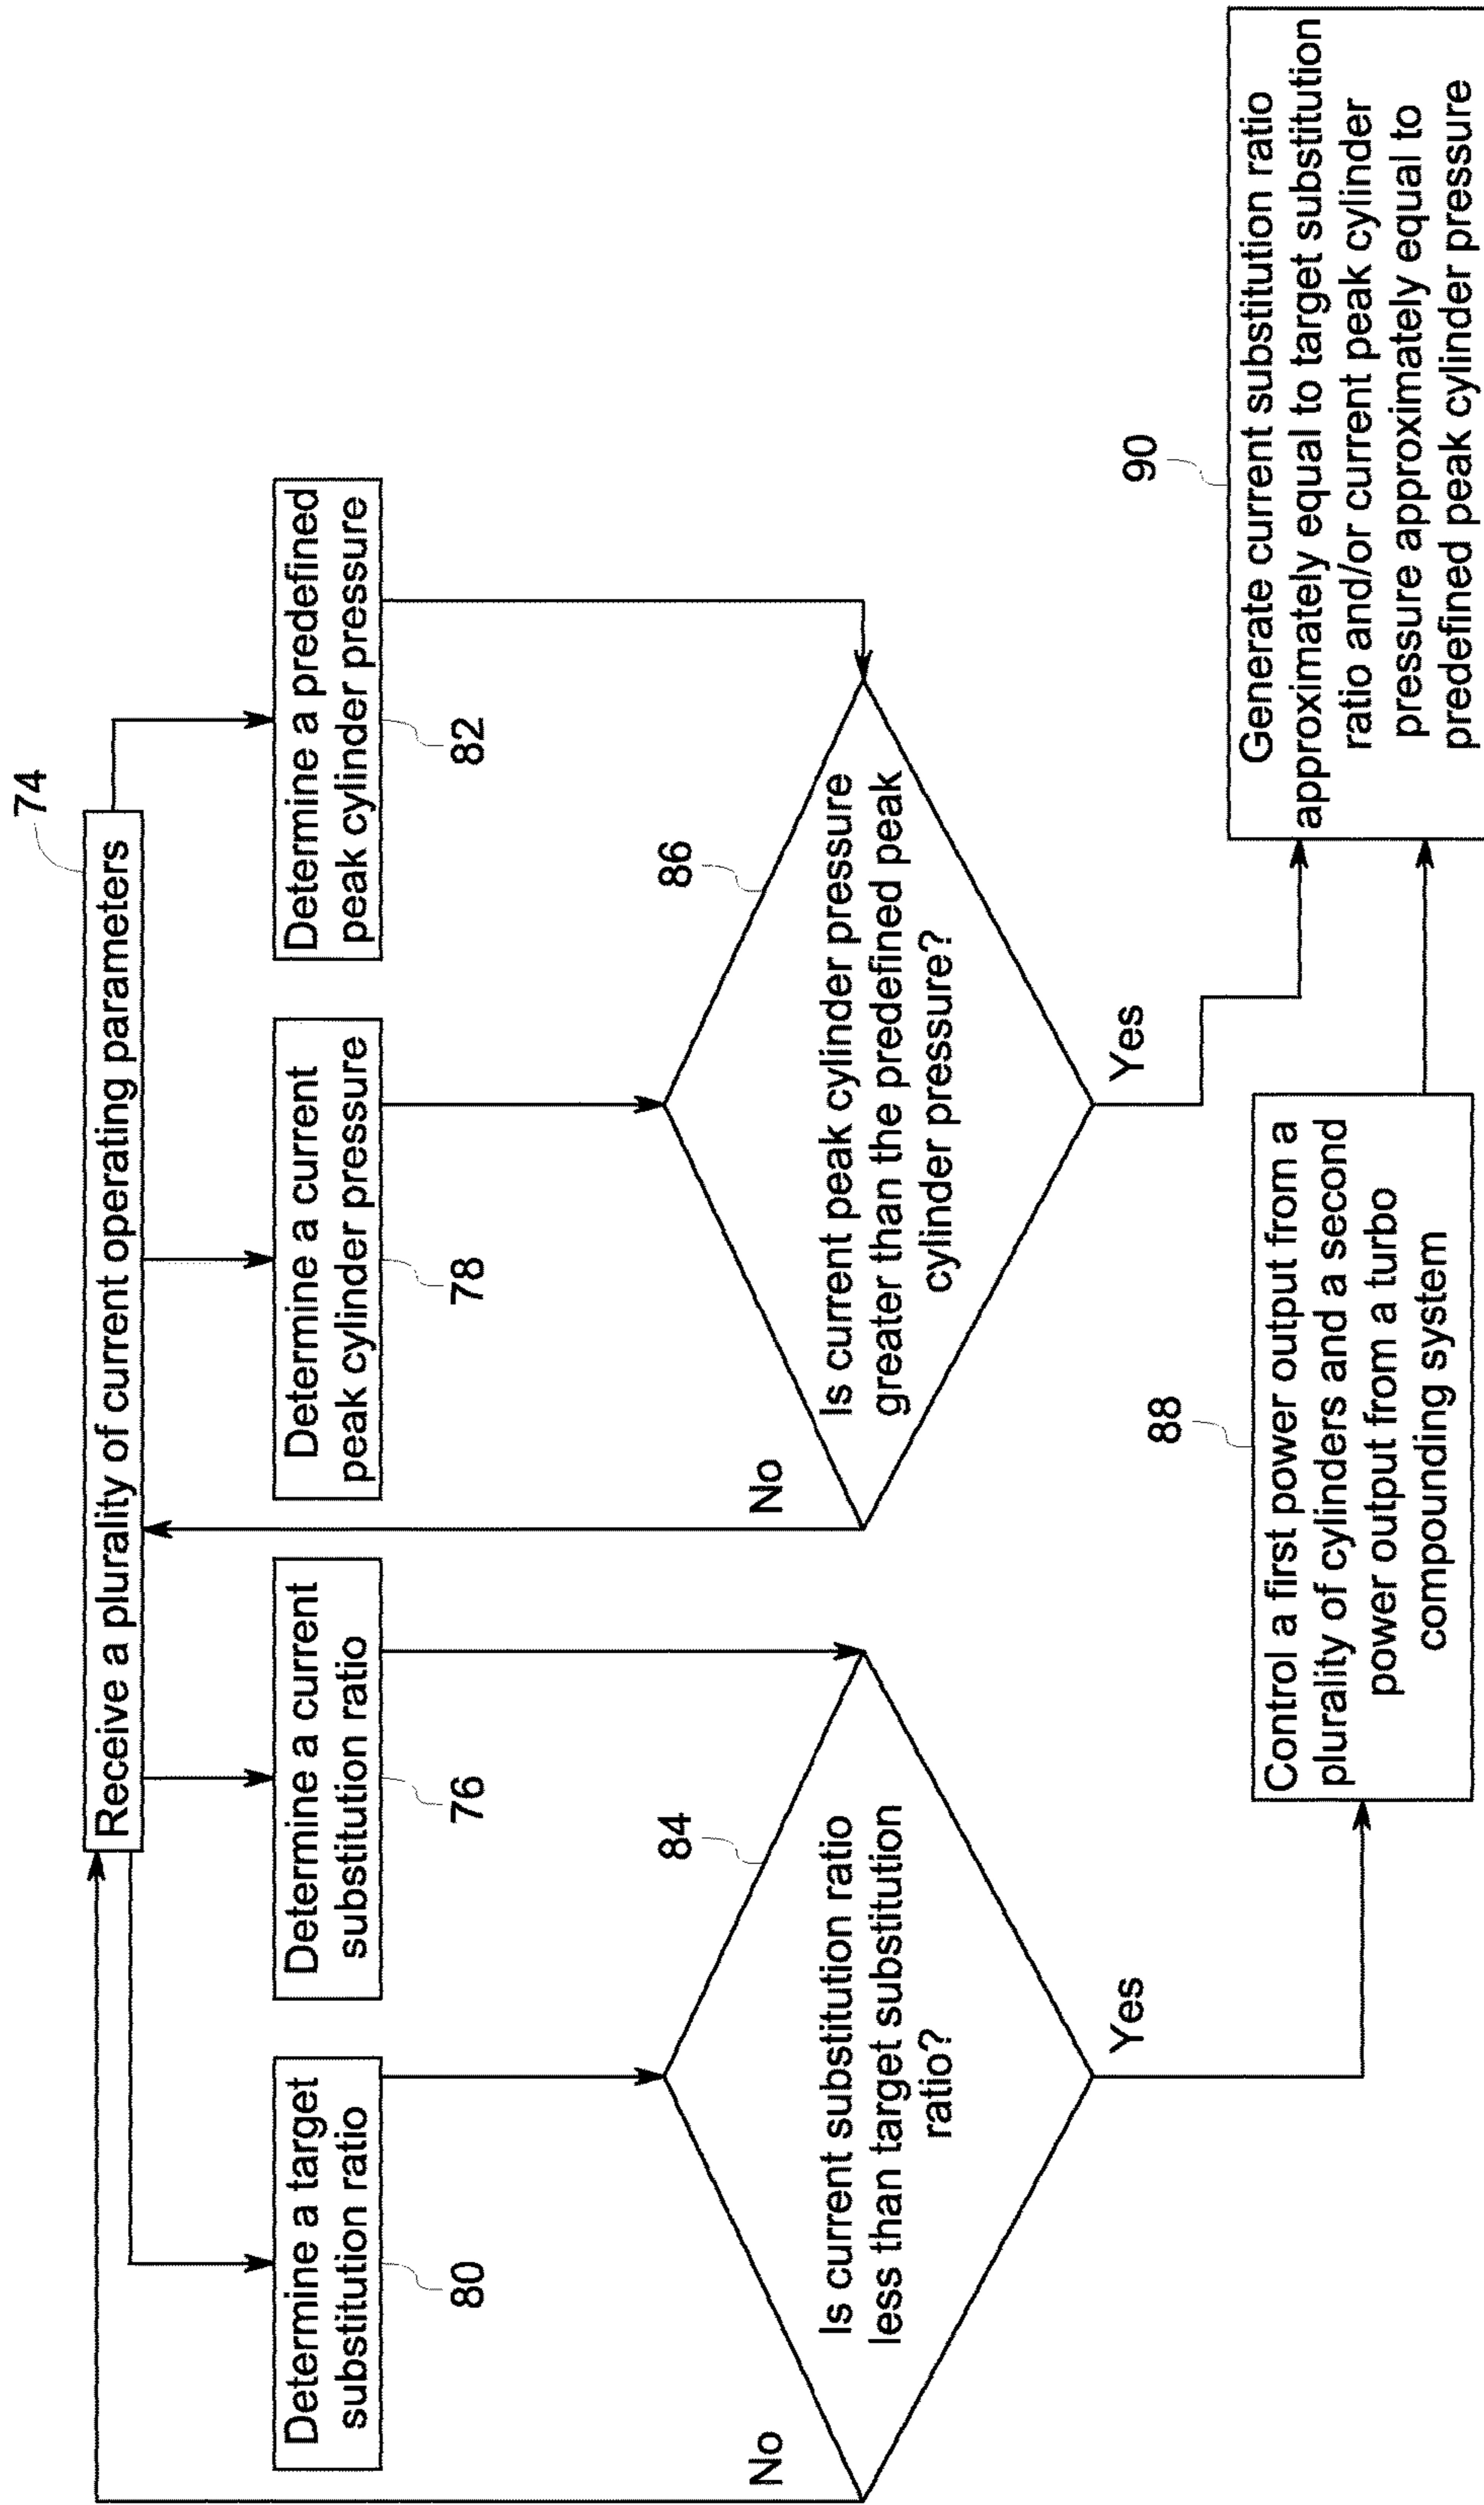 74
Receive a plurality of current operating parameters
Determine a target
substitution ratio
80
Determine a current
substitution ratio
76
Determine a current
peak cylinder pressure
78
Determine a predefined
peak cylinder pressure
82
No
84
Is current substitution ratio
less than target substitution
ratio?
Yes
No
86
Is current peak cylinder pressure
greater than the predefined peak
cylinder pressure?
Yes
88
Control a first power output from a
plurality of cylinders and a second
power output from a turbo
compounding system
90
Generate current substitution ratio
approximately equal to target substitution
ratio and/or current peak cylinder
pressure approximately equal to
predefined peak cylinder pressure